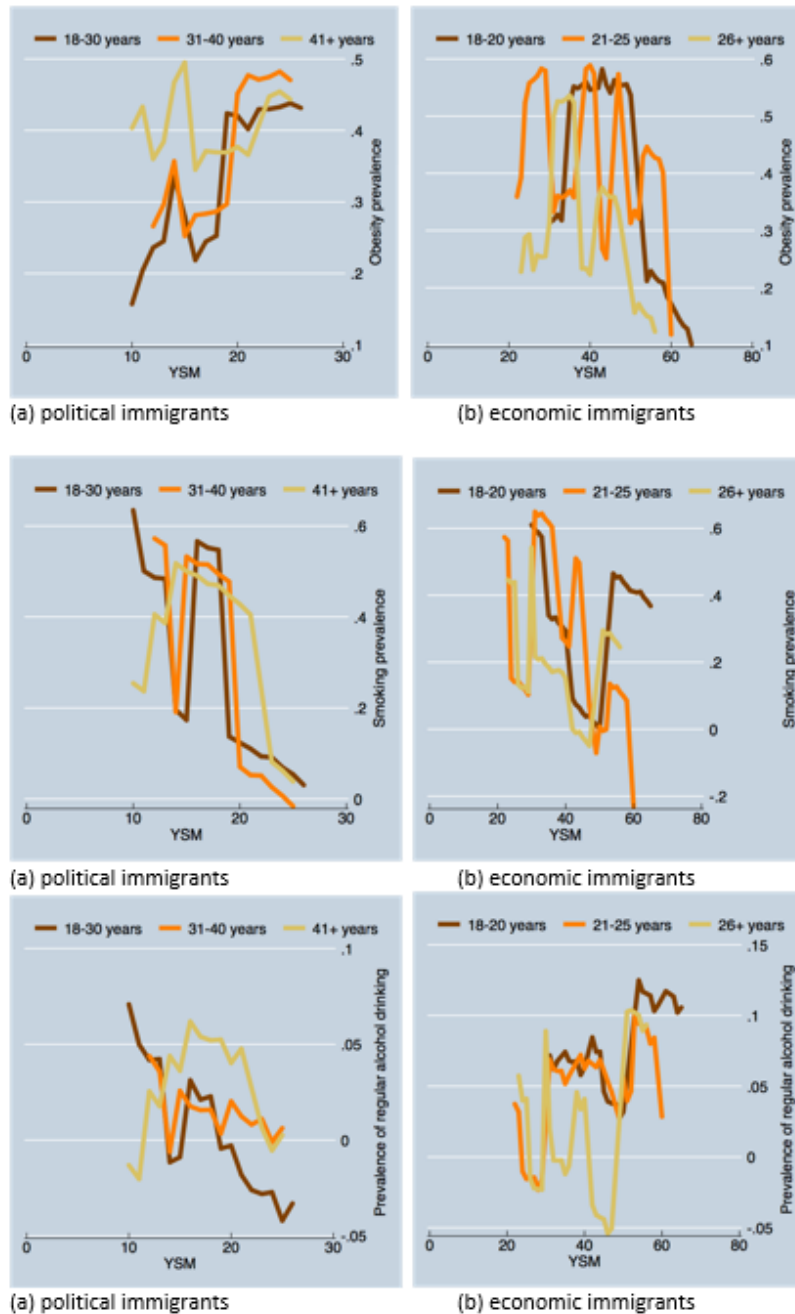 18-30 years 31-40 years 41+ years
.5
.4
.3
.2
.1
Obesity prevalence
0 10 20 30
YSM
(a) political immigrants
18-20 years 21-25 years 26+ years
.6
.5
.4
.3
.2
.1
Obesity prevalence
0 20 40 60 80
YSM
(b) economic immigrants
18-30 years 31-40 years 41+ years
.6
.4
.2
0
Smoking prevalence
0 10 20 30
YSM
(a) political immigrants
18-20 years 21-25 years 26+ years
.6
.4
.2
0
-.2
Smoking prevalence
0 20 40 60 80
YSM
(b) economic immigrants
18-30 years 31-40 years 41+ years
.1
.05
0
-.05
Prevalence of regular alcohol drinking
0 10 20 30
YSM
(a) political immigrants
18-20 years 21-25 years 26+ years
.15
.1
.05
0
-.05
Prevalence of regular alcohol drinking
0 20 40 60 80
YSM
(b) economic immigrants